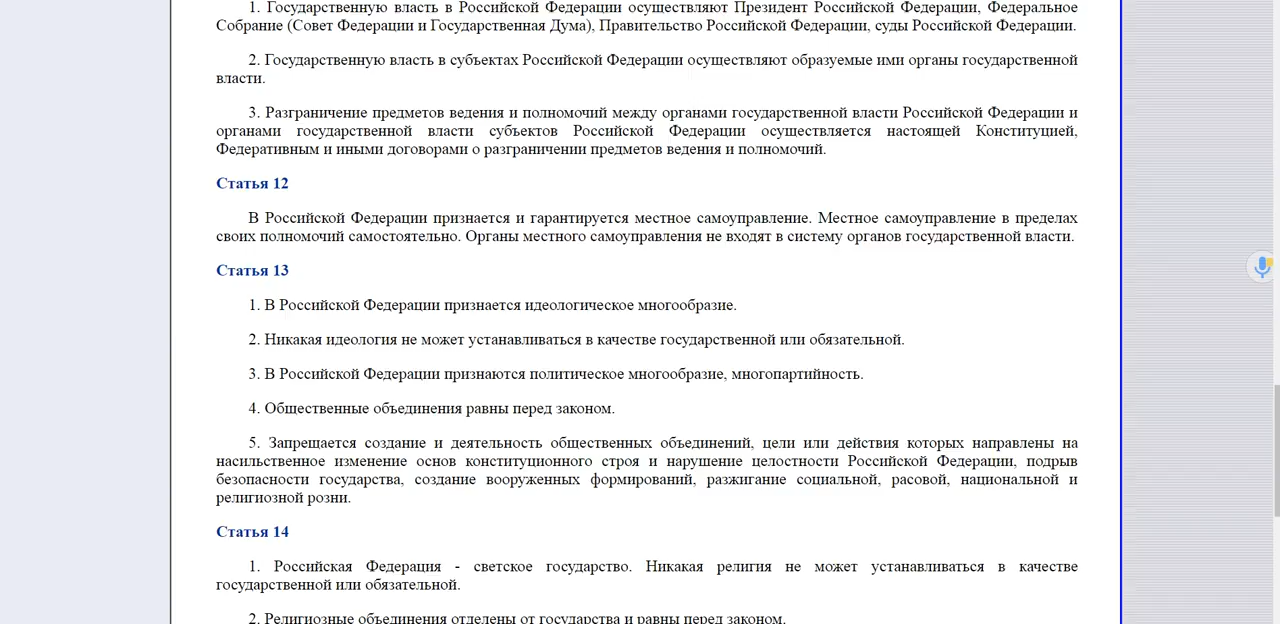 1. Государственную власть в Российской Федерации осуществляют Президент Российской Федерации, Федеральное
Собрание (Совет Федерации и Государственная Дума), Правительство Российской Федерации, суды Российской Федерации.
2. Государственную власть в субъектах Российской Федерации осуществляют образуемые ими органы государственной
власти.
3. Разграничение предметов ведения и полномочий между органами государственной власти Российской Федерации и
органами государственной власти субъектов Российской Федерации осуществляется настоящей Конституцией,
Федеративным и иными договорами о разграничении предметов ведения и полномочий.
Статья 12
В Российской Федерации признается и гарантируется местное самоуправление. Местное самоуправление в пределах
своих полномочий самостоятельно. Органы местного самоуправления не входят в систему органов государственной власти.
Статья 13
1. В Российской Федерации признается идеологическое многообразие.
2. Никакая идеология не может устанавливаться в качестве государственной или обязательной.
3. В Российской Федерации признаются политическое многообразие, многопартийность.
4. Общественные объединения равны перед законом.
5. Запрещается создание и деятельность общественных объединений, цели или действия которых направлены на
насильственное изменение основ конституционного строя и нарушение целостности Российской Федерации, подрыв
безопасности государства, создание вооруженных формирований, разжигание социальной, расовой, национальной и
религиозной розни.
Статья 14
1. Российская Федерация - светское государство. Никакая религия не может устанавливаться в качестве
государственной или обязательной.
2. Религиозные объединения отделены от государства и равны перед законом.